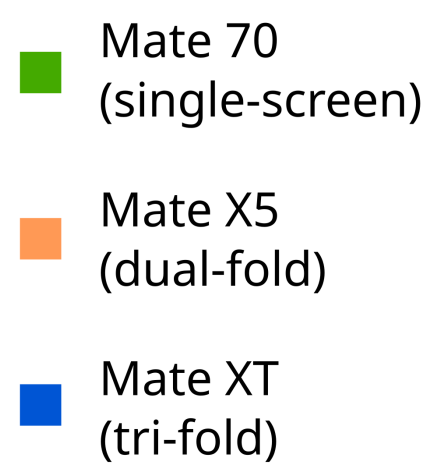 Mate 70
(single-screen)
Mate X5
(dual-fold)
Mate XT
(tri-fold)